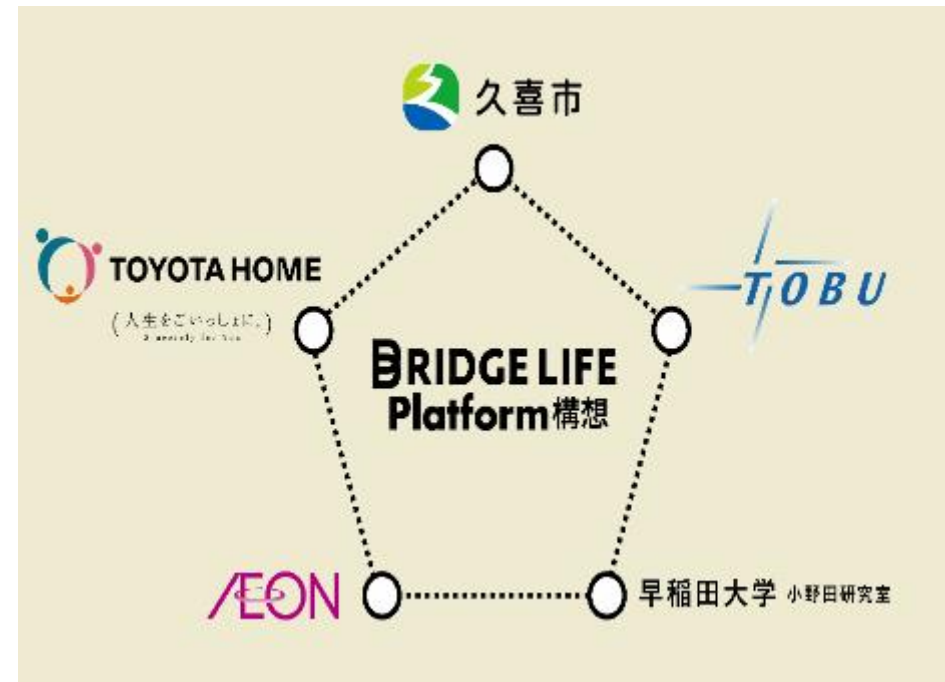 久喜市
TOYOTA HOME
(人生をごいっしょに。)
TOBU
BRIDGE LIFE
Platform構想
ÆON
早稲田大学 小野田研究室